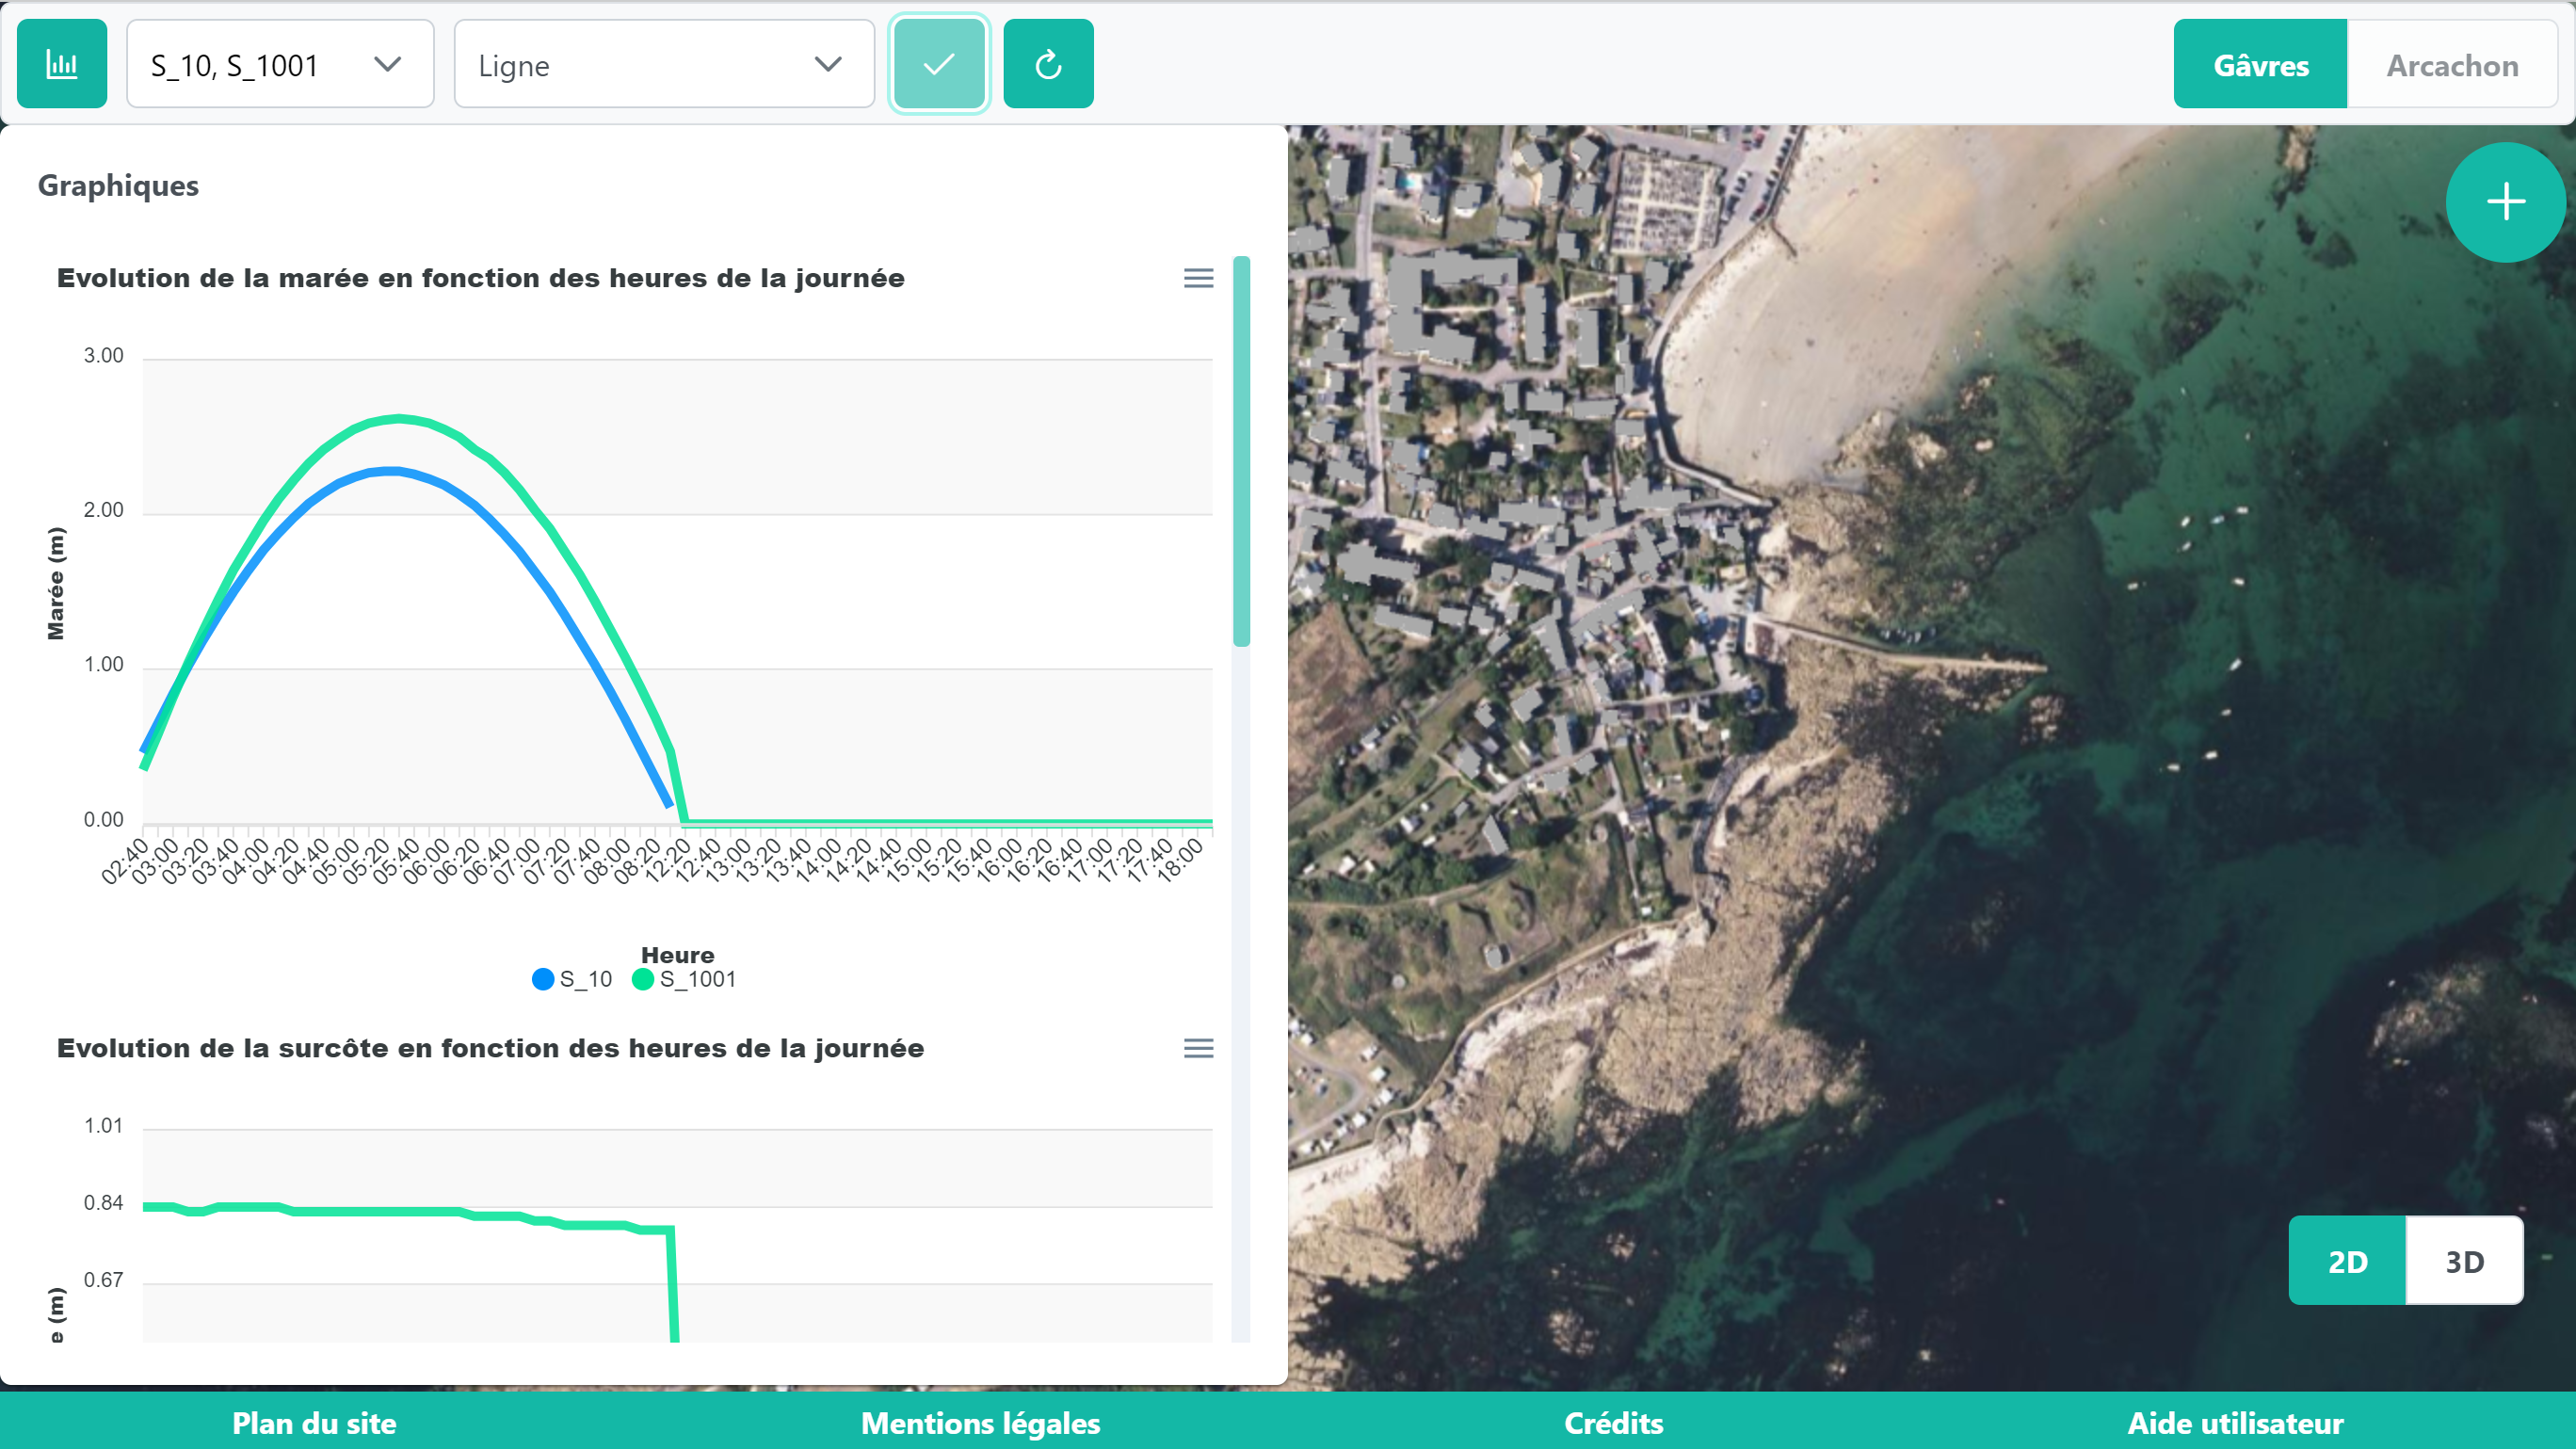 S_10, S_1001
Ligne
Gâvres
Arcachon
Graphiques
Evolution de la marée en fonction des heures de la journée
3.00
2.00
1.00
0.00
Marée (m)
02:40 03:00 03:20 03:40 04:00 04:20 04:40 05:00 05:20 05:40 06:00 06:20 06:40 07:00 07:20 07:40 08:00 08:20 12:20 12:40 13:00 13:20 13:40 14:00 14:20 14:40 15:00 15:20 15:40 16:00 16:20 16:40 17:00 17:20 17:40 18:00
Heure
S_10 S_1001
Evolution de la surcôte en fonction des heures de la journée
1.01
0.84
0.67
e (m)
2D
3D
Plan du site
Mentions légales
Crédits
Aide utilisateur